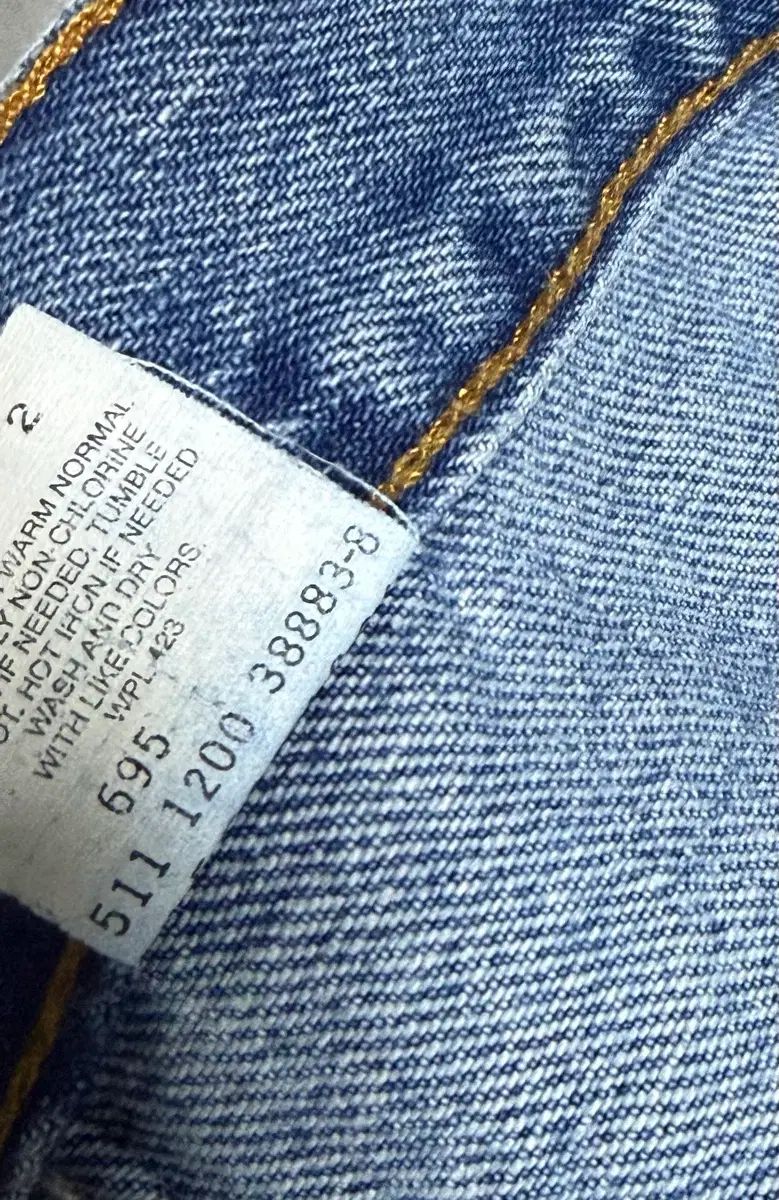 2
WARM NORMAL
LY NON-CHLORINE
IF NEEDED. TUMBLE
HOT IRON IF NEEDED
WASH AND DRY
WITH LIKE COLORS.
WPL 423
695
511 1200 38883-8